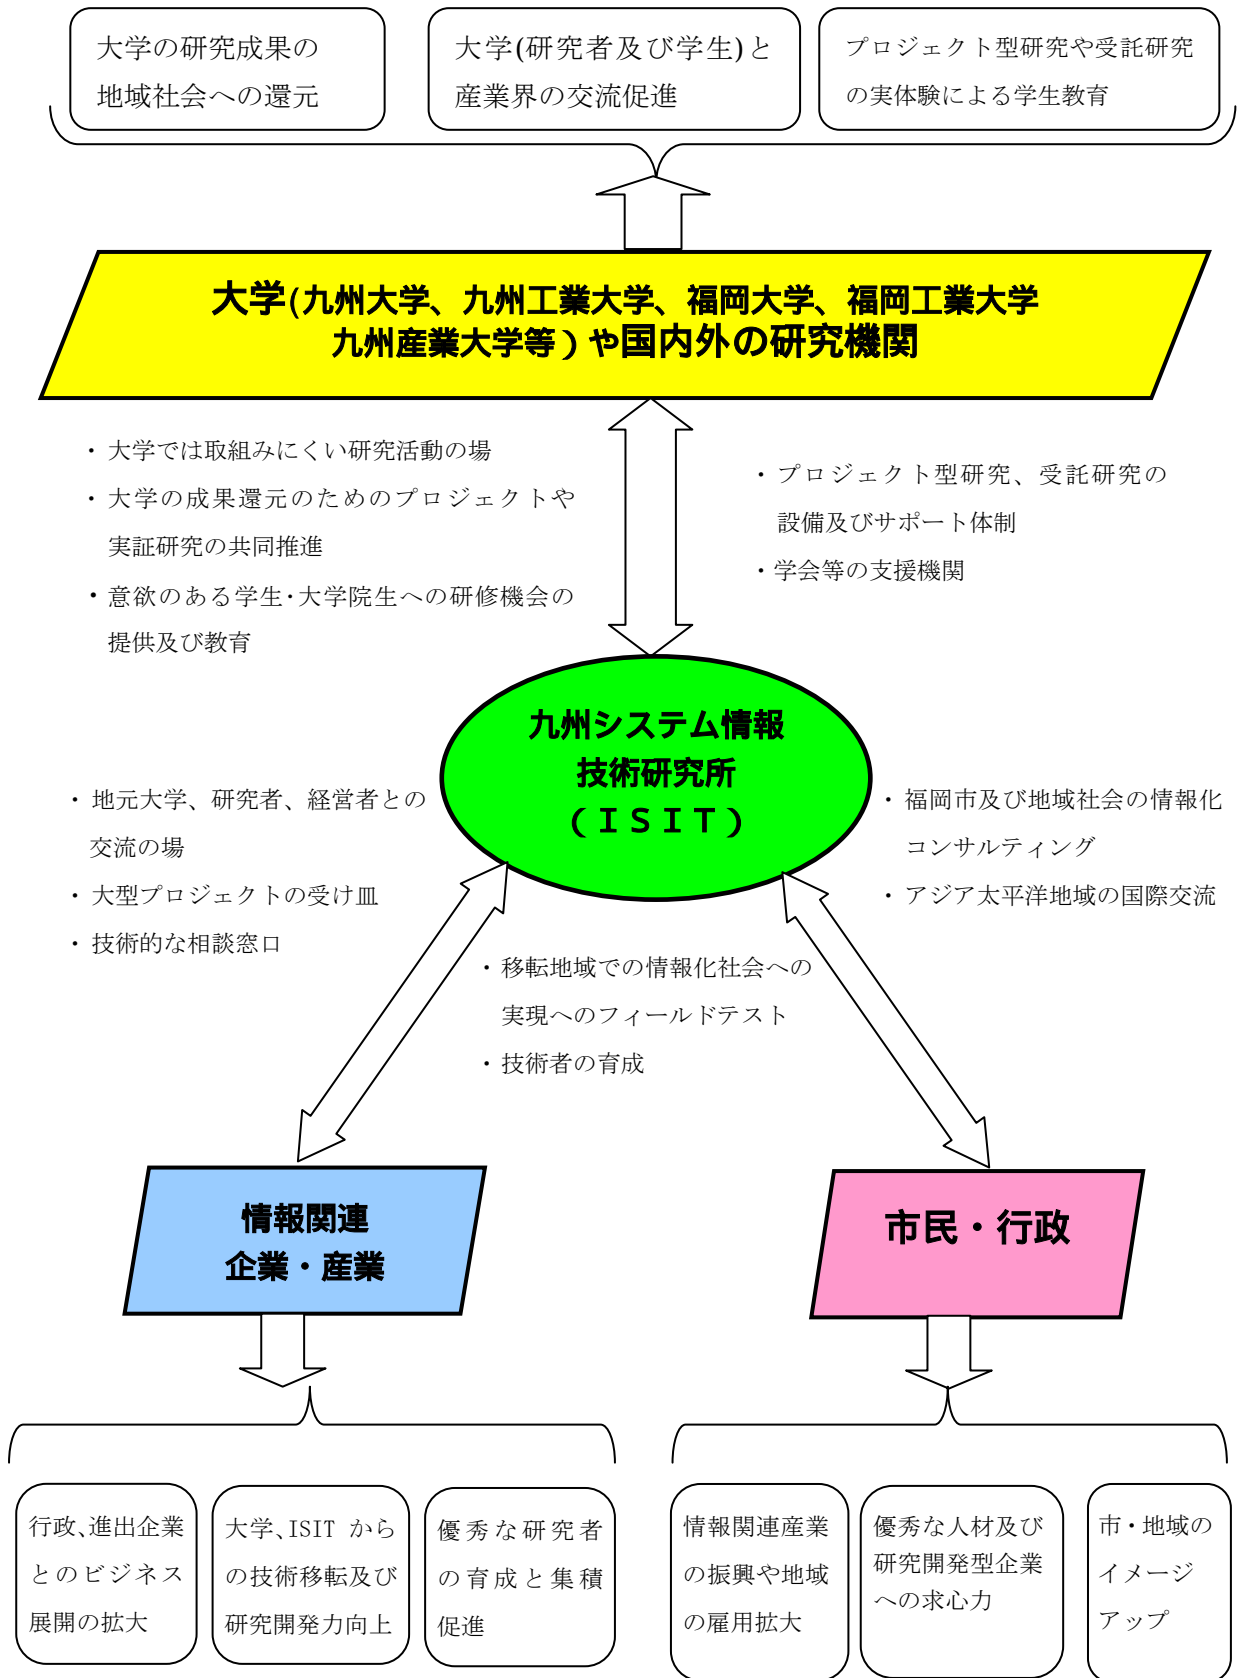 大学の研究成果の
地域社会への還元
大学(研究者及び学生)と
産業界の交流促進
プロジェクト型研究や受託研究
の実体験による学生教育
大学(九州大学、九州工業大学、福岡大学、福岡工業大学
九州産業大学等)や国内外の研究機関
・大学では取組みにくい研究活動の場
・大学の成果還元のためのプロジェクトや
実証研究の共同推進
・意欲のある学生・大学院生への研修機会の
提供及び教育
・プロジェクト型研究、受託研究の
設備及びサポート体制
・学会等の支援機関
九州システム情報
技術研究所
(ISIT)
・地元大学、研究者、経営者との
交流の場
・大型プロジェクトの受け皿
・技術的な相談窓口
・福岡市及び地域社会の情報化
コンサルティング
・アジア太平洋地域の国際交流
・移転地域での情報化社会への
実現へのフィールドテスト
・技術者の育成
情報関連
企業・産業
市民・行政
行政、進出企業
とのビジネス
展開の拡大
大学、ISIT から
の技術移転及び
研究開発力向上
優秀な研究者
の育成と集積
促進
情報関連産業
の振興や地域
の雇用拡大
優秀な人材及び
研究開発型企業
への求心力
市・地域の
イメージ
アップ